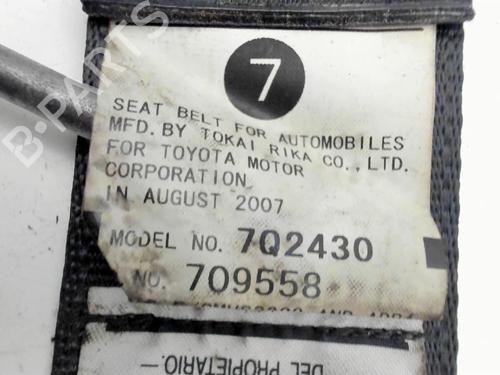 7
SEAT BELT FOR AUTOMOBILES
MFD. BY TOKAI RIKA CO., LTD.
FOR TOYOTA MOTOR
CORPORATION
IN AUGUST 2007
MODEL NO. 7Q2430
NO. 709558
DEL PROPIETARIO.
B-PARTS